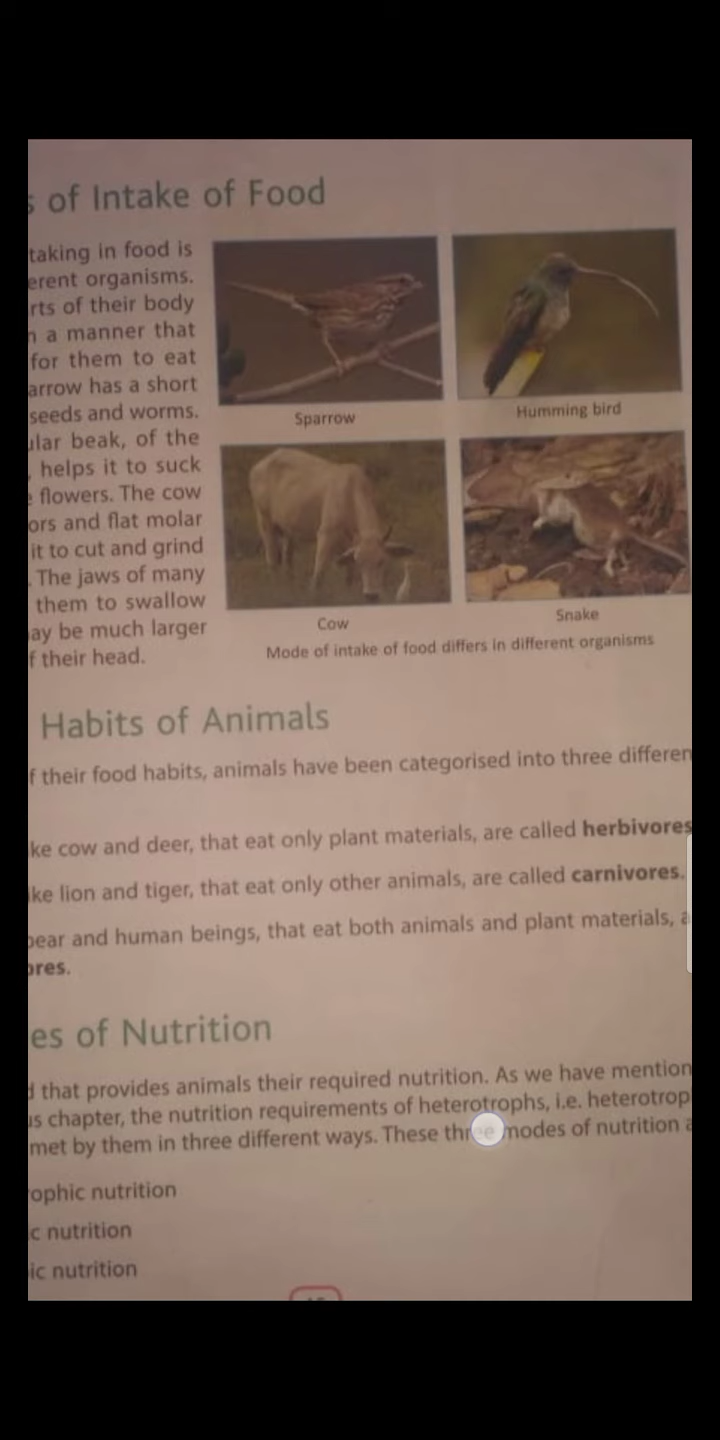 of Intake of Food
taking in food is
erent organisms.
rts of their body
a manner that
for them to eat
arrow has a short
seeds and worms.
ular beak, of the
, helps it to suck
flowers. The cow
ors and flat molar
it to cut and grind
. The jaws of many
them to swallow
ay be much larger
f their head.
Sparrow
Humming bird
Cow
Snake
Mode of intake of food differs in different organisms
Habits of Animals
f their food habits, animals have been categorised into three differen
ke cow and deer, that eat only plant materials, are called herbivores
ike lion and tiger, that eat only other animals, are called carnivores.
bear and human beings, that eat both animals and plant materials, a
ores.
es of Nutrition
d that provides animals their required nutrition. As we have mention
us chapter, the nutrition requirements of heterotrophs, i.e. heterotrop
met by them in three different ways. These three modes of nutrition a
rophic nutrition
ic nutrition
ic nutrition